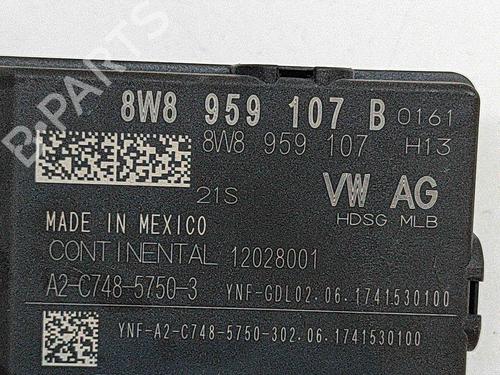 8W8 959 107 B 0161
8W8 959 107 H13
21S VW AG
HDSG MLB
MADE IN MEXICO
CONTINENTAL 12028001
A2-C748-5750-3 YNF-GDL02.06.1741530100
YNF-A2-C748-5750-302.06.1741530100
B-PARTS